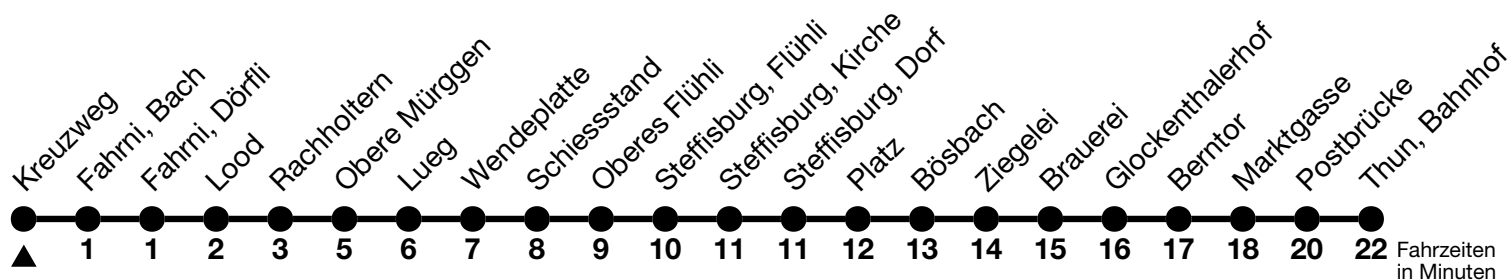 Kreuzweg
Fahrni, Bach
Fahrni, Dörfli
Lood
Rachholtern
Obere Mürggen
Lueg
Wendeplatte
Schiessstand
Oberes Flühli
Steffisburg, Flühli
Steffisburg, Kirche
Steffisburg, Dorf
Platz
Bösbach
Ziegelei
Brauerei
Glockenthalerhof
Berntor
Marktgasse
Postbrücke
Thun, Bahnhof
1 1 2 3 5 6 7 8 9 10 11 11 12 13 14 15 16 17 18 20 22 Fahrzeiten
in Minuten